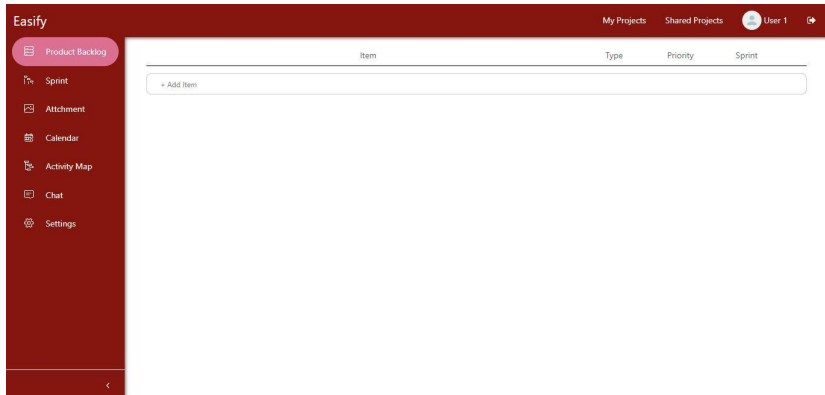 Easify
My Projects Shared Projects User 1
Product Backlog
Sprint
Attchment
Calendar
Activity Map
Chat
Settings
Item Type Priority Sprint
+ Add Item